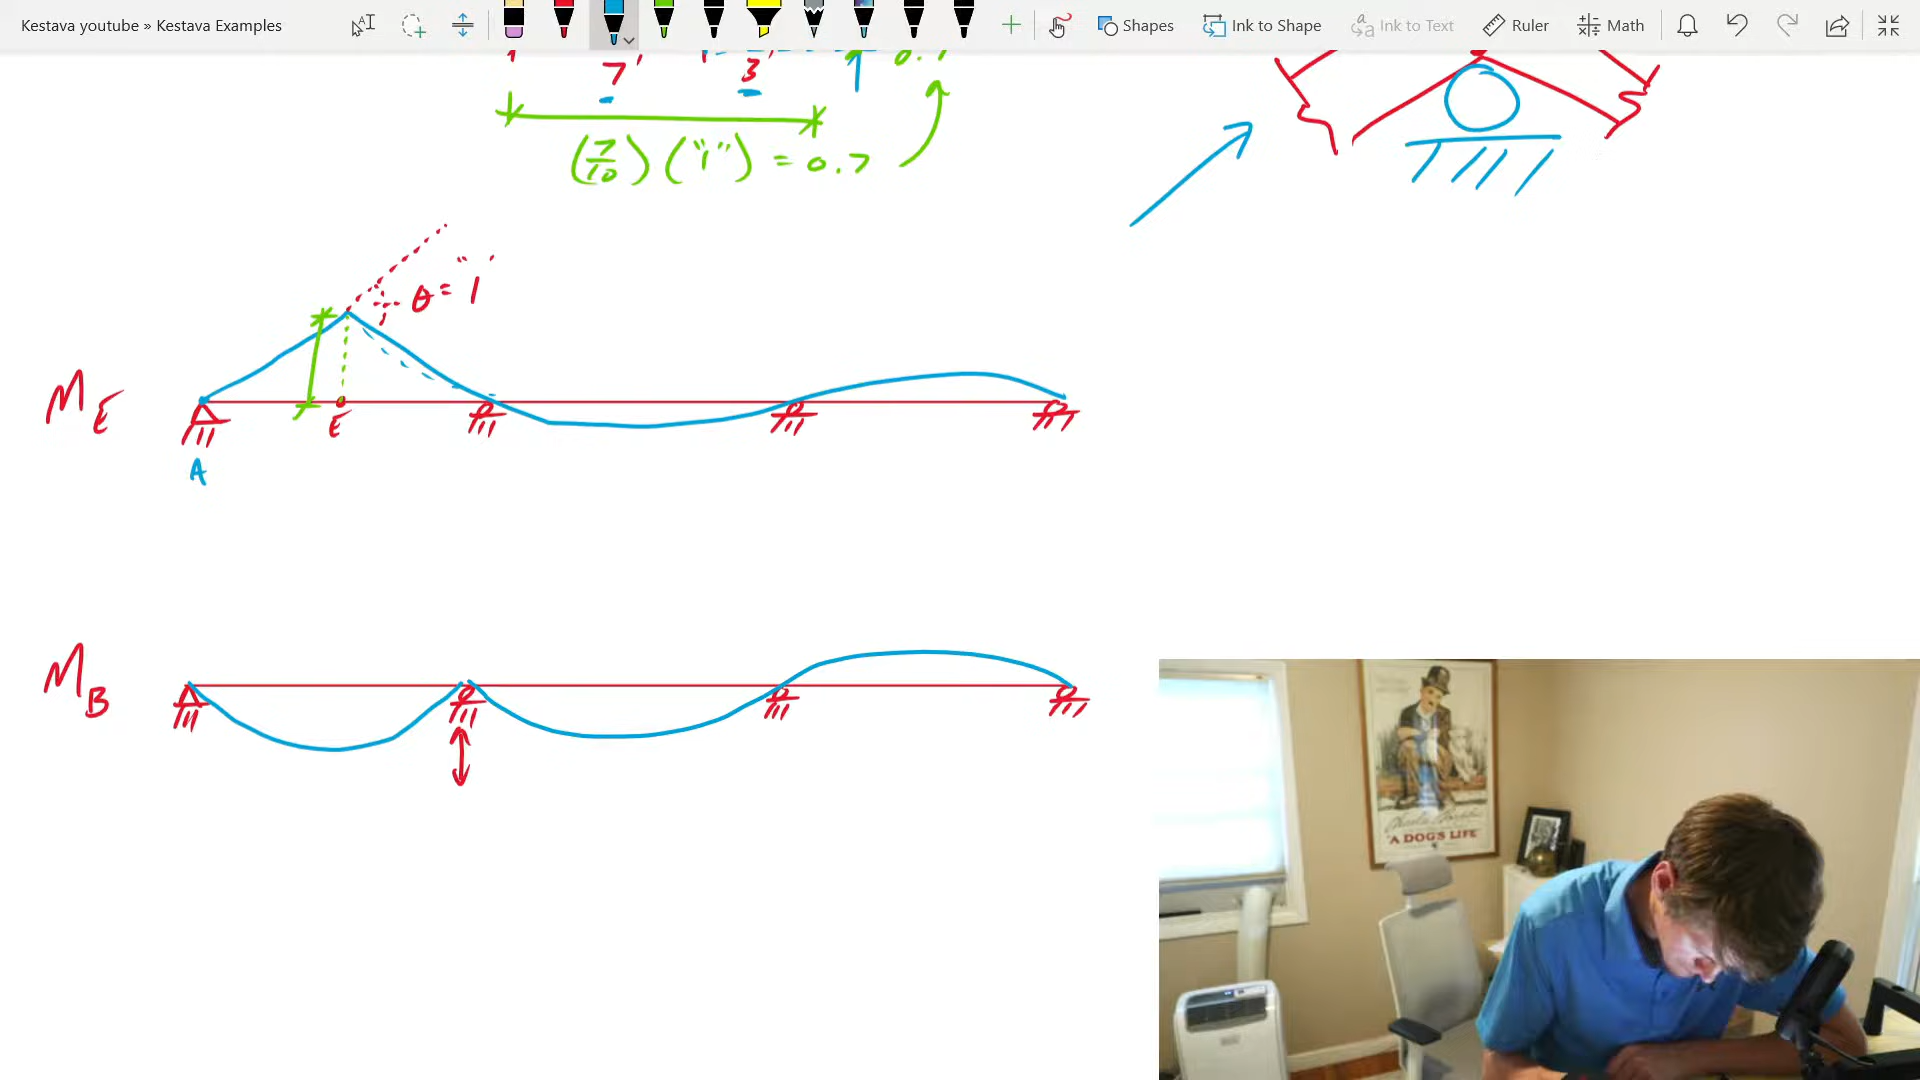 Kestava youtube » Kestava Examples
Shapes
Ink to Shape
Ink to Text
Ruler
Math
7'
3'
(7/10) ("1") = 0.7
θ = "1"
M_E
E
A
M_B
"A DOG'S LIFE"